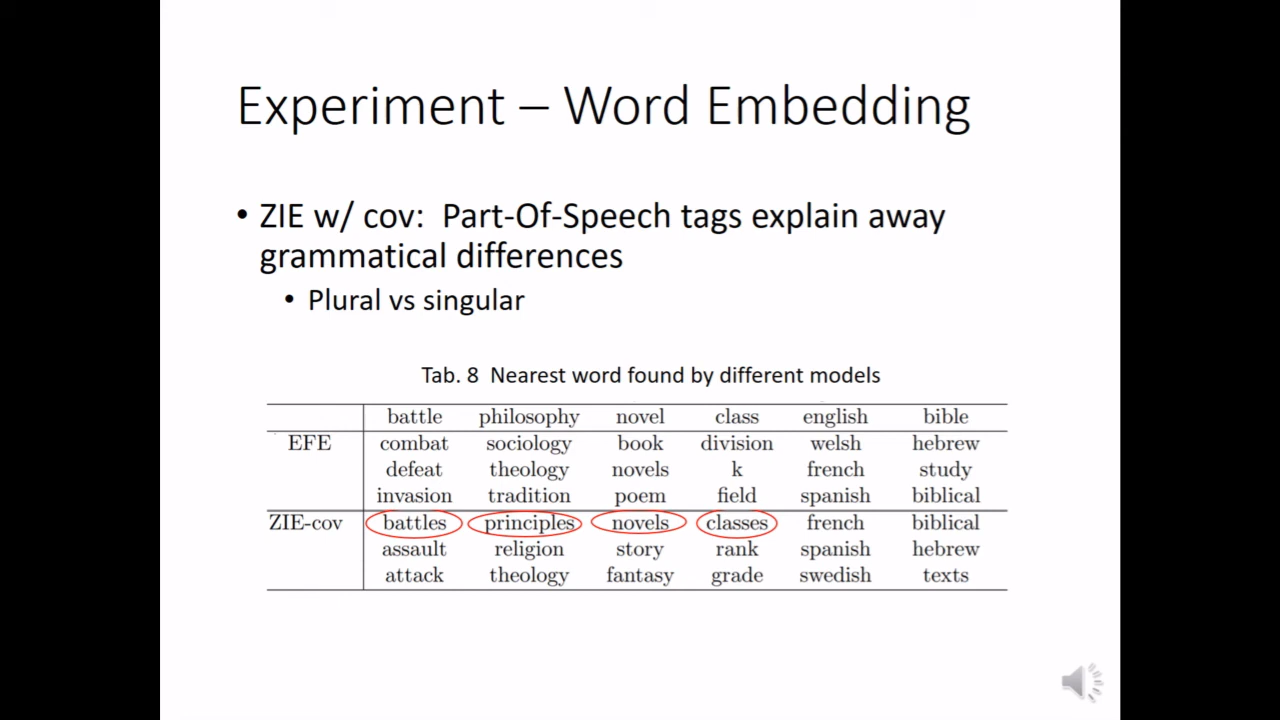 Experiment – Word Embedding
• ZIE w/ cov: Part-Of-Speech tags explain away
grammatical differences
• Plural vs singular
Tab. 8 Nearest word found by different models
battle philosophy novel class english bible
EFE combat sociology book division welsh hebrew
defeat theology novels k french study
invasion tradition poem field spanish biblical
ZIE-cov battles principles novels classes french biblical
assault religion story rank spanish hebrew
attack theology fantasy grade swedish texts